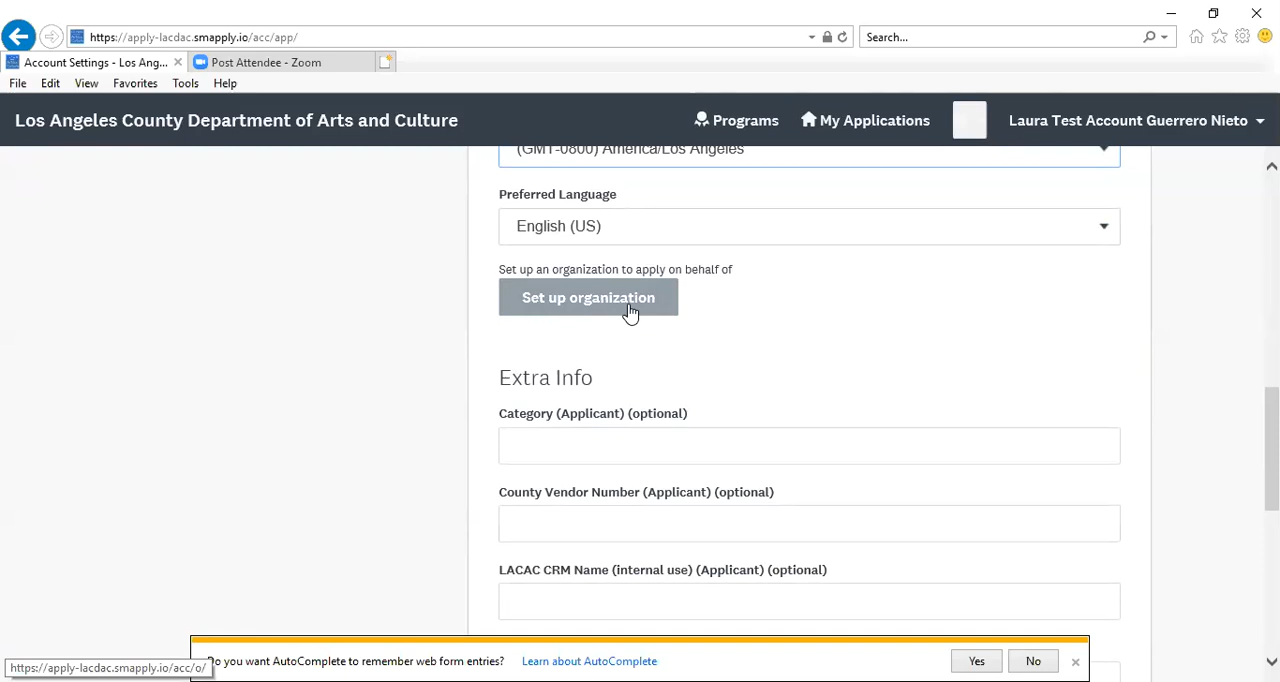 https://apply-lacdac.smapply.io/acc/app/
Search...
Account Settings - Los Ang...
Post Attendee - Zoom
File Edit View Favorites Tools Help
Los Angeles County Department of Arts and Culture
Programs
My Applications
Laura Test Account Guerrero Nieto
(GMT-0800) America/Los Angeles
Preferred Language
English (US)
Set up an organization to apply on behalf of
Set up organization
Extra Info
Category (Applicant) (optional)
County Vendor Number (Applicant) (optional)
LACAC CRM Name (internal use) (Applicant) (optional)
Do you want AutoComplete to remember web form entries?
Learn about AutoComplete
Yes
No
https://apply-lacdac.smapply.io/acc/o/